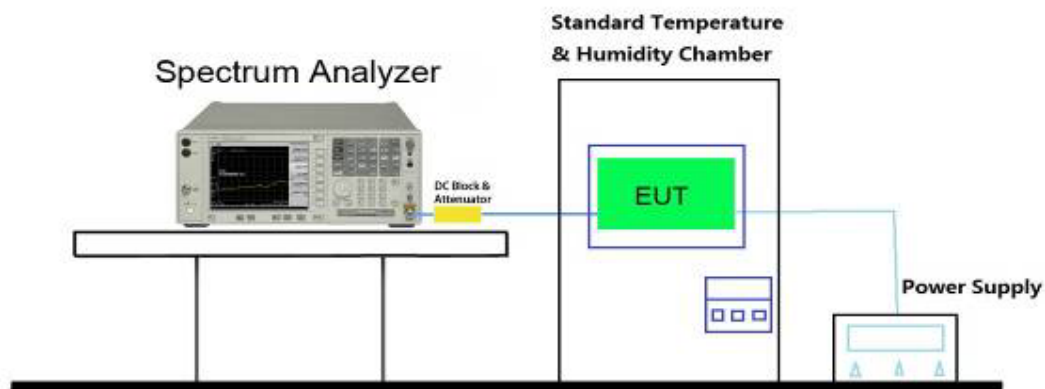 Standard Temperature
& Humidity Chamber
Spectrum Analyzer
DC Block &
Attenuator
EUT
Power Supply